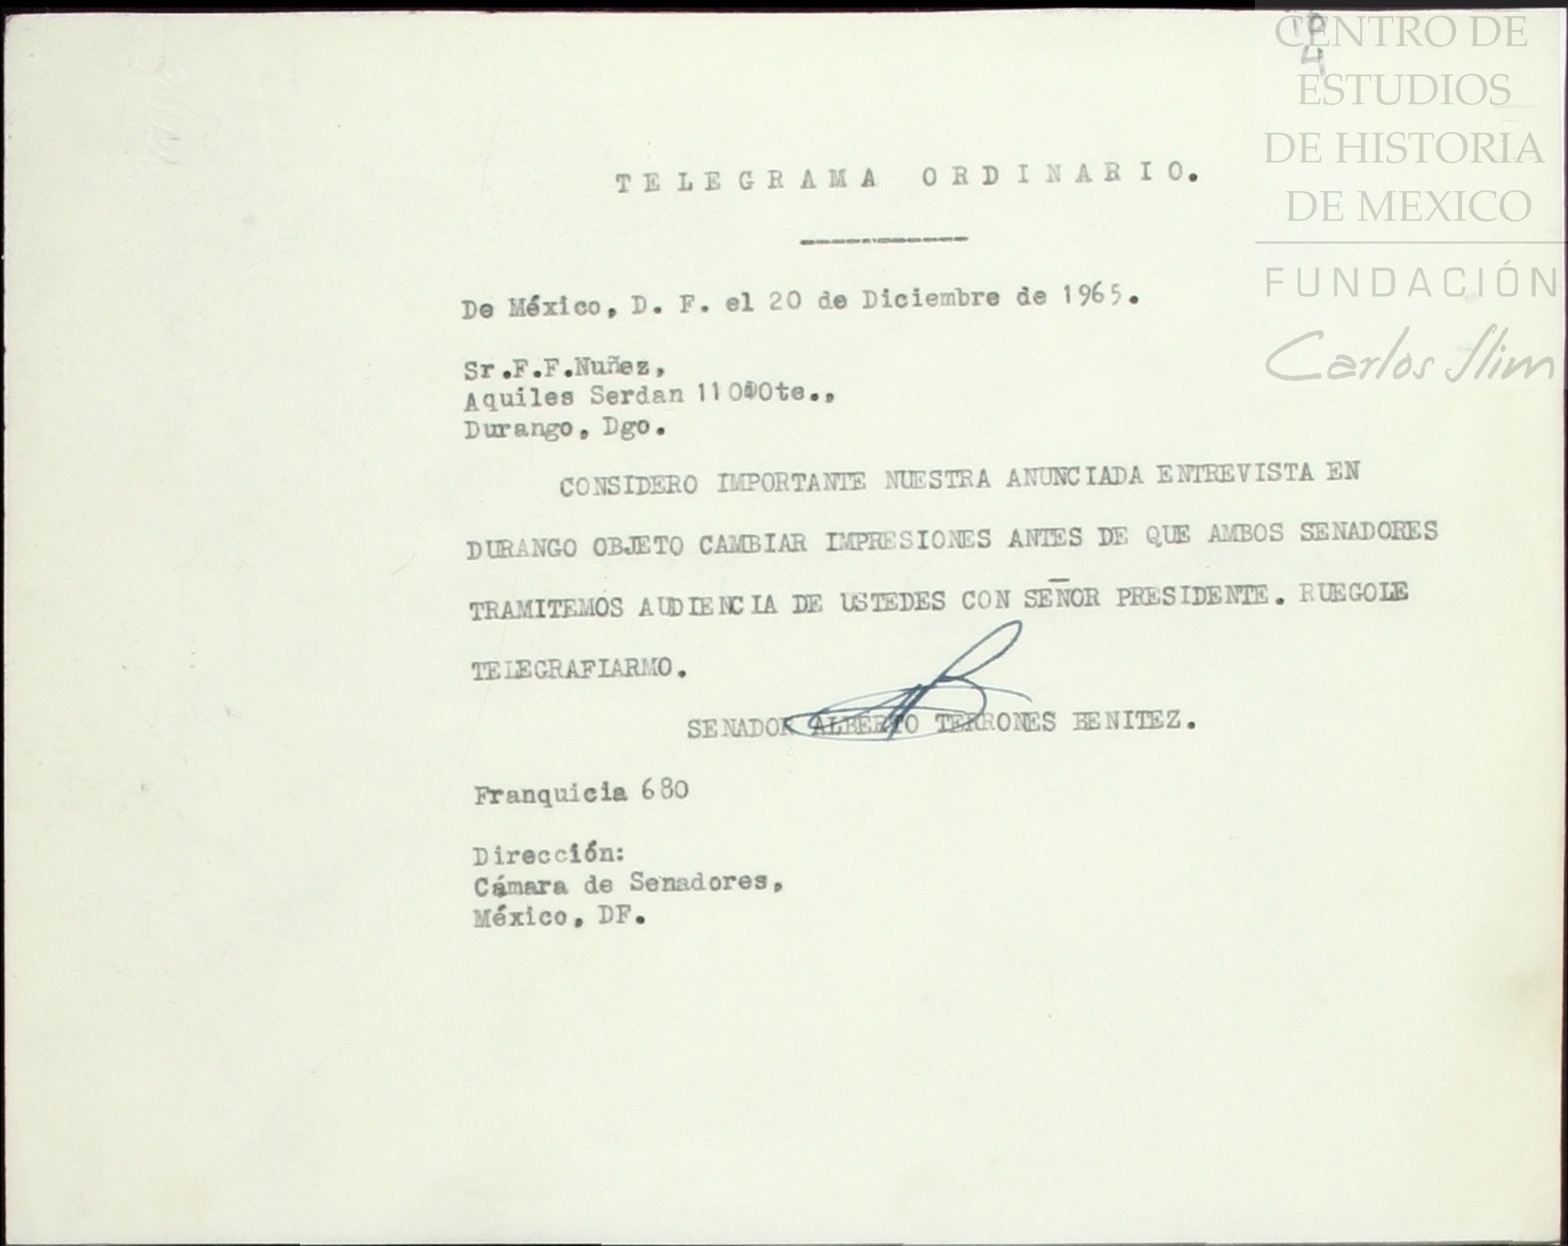 CENTRO DE
ESTUDIOS
DE HISTORIA
DE MEXICO
FUNDACIÓN
Carlos Slim
TELEGRAMA ORDINARIO.
De México, D. F. el 20 de Diciembre de 1965.
Sr.F.F.Nuñez,
Aquiles Serdan Ote.,
Durango, Dgo.
CONSIDERO IMPORTANTE NUESTRA ANUNCIADA ENTREVISTA EN
DURANGO OBJETO CAMBIAR IMPRESIONES ANTES DE QUE AMBOS SENADORES
TRAMITEMOS AUDIENCIA DE USTEDES CON SEÑOR PRESIDENTE. RUEGOLE
TELEGRAFIARMO.
SENADOR ALBERTO TERRONES BENITEZ.
Franquicia 680
Dirección:
Cámara de Senadores,
México, DF.